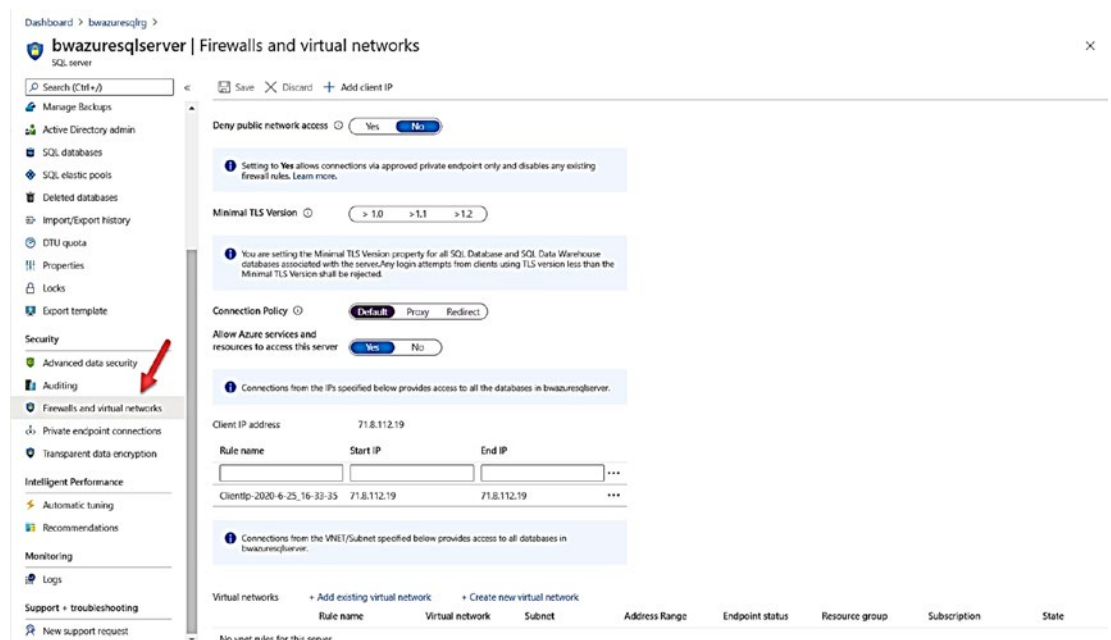 Dashboard > bwazuresqlrg >
bwazuresqlserver | Firewalls and virtual networks
SQL server
Search (Ctrl+/)
«
Save
Discard
+ Add client IP
Manage Backups
Active Directory admin
SQL databases
SQL elastic pools
Deleted databases
Import/Export history
DTU quota
Properties
Locks
Export template
Security
Advanced data security
Auditing
Firewalls and virtual networks
Private endpoint connections
Transparent data encryption
Intelligent Performance
Automatic tuning
Recommendations
Monitoring
Logs
Support + troubleshooting
New support request
Deny public network access Yes No
Setting to Yes allows connections via approved private endpoint only and disables any existing
firewall rules. Learn more.
Minimal TLS Version > 1.0 >1.1 >1.2
You are setting the Minimal TLS Version property for all SQL Database and SQL Data Warehouse
databases associated with the server.Any login attempts from clients using TLS version less than the
Minimal TLS Version shall be rejected.
Connection Policy Default Proxy Redirect
Allow Azure services and
resources to access this server Yes No
Connections from the IPs specified below provides access to all the databases in bwazuresqlserver.
Client IP address 71.8.112.19
Rule name Start IP End IP
...
ClientIp-2020-6-25_16-33-35 71.8.112.19 71.8.112.19 ...
Connections from the VNET/Subnet specified below provides access to all databases in
bwazuresqlserver.
Virtual networks + Add existing virtual network + Create new virtual network
Rule name Virtual network Subnet Address Range Endpoint status Resource group Subscription State
No vnet rules for this server.